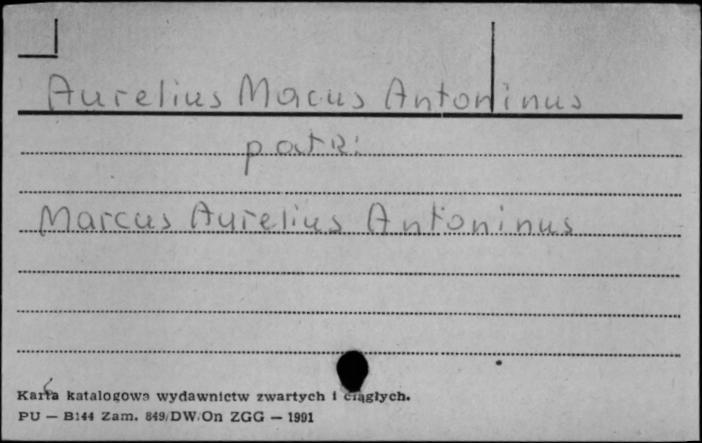 Aurelius Macus Antoninus
patrz:
Marcus Aurelius Antoninus
Karta katalogowa wydawnictw zwartych i ciągłych.
PU — B144 Zam. 849/DW/On ZGG — 1991